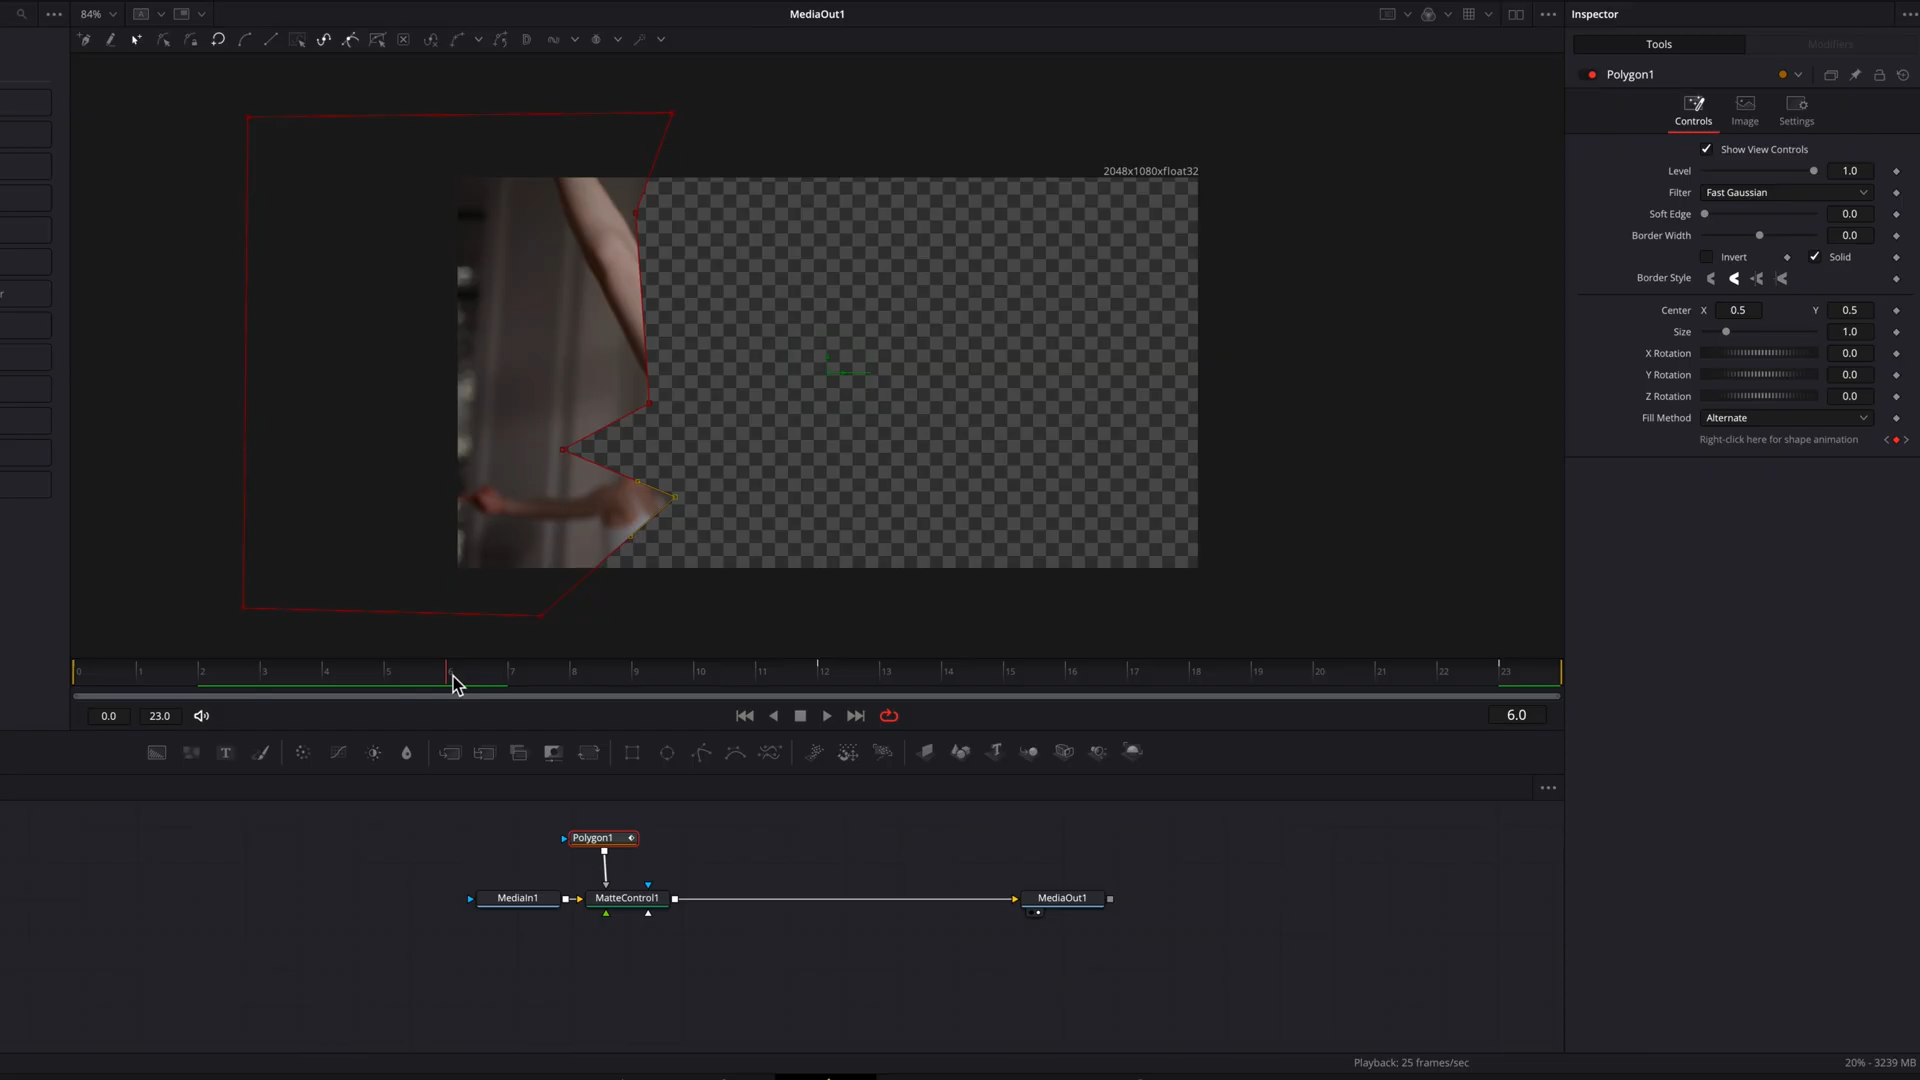 84%
A
MediaOut1
Inspector
Tools
Modifiers
Polygon1
Controls
Image
Settings
Show View Controls
Level
1.0
Filter
Fast Gaussian
Soft Edge
0.0
Border Width
0.0
Invert
Solid
Border Style
Center
X
0.5
Y
0.5
Size
1.0
X Rotation
0.0
Y Rotation
0.0
Z Rotation
0.0
Fill Method
Alternate
Right-click here for shape animation
2048x1080xfloat32
r
0 1 2 3 4 5 6 7 8 9 10 11 12 13 14 15 16 17 18 19 20 21 22 23
0.0
23.0
6.0
T
Polygon1
MediaIn1
MatteControl1
MediaOut1
Playback: 25 frames/sec
20% - 3239 MB